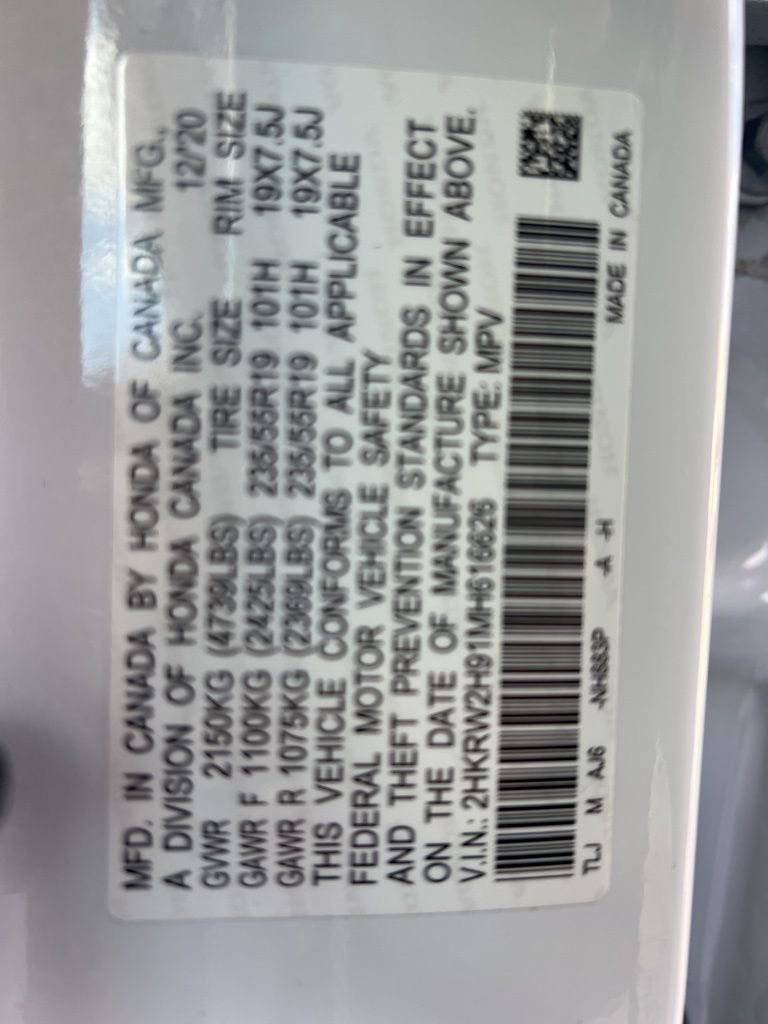 MFD. IN CANADA BY HONDA OF CANADA MFG.,
A DIVISION OF HONDA CANADA INC. 12/20
GVWR 2150KG (4739LBS) TIRE SIZE RIM SIZE
GAWR F 1100KG (2425LBS) 235/55R19 101H 19X7.5J
GAWR R 1075KG (2369LBS) 235/55R19 101H 19X7.5J
THIS VEHICLE CONFORMS TO ALL APPLICABLE
FEDERAL MOTOR VEHICLE SAFETY
AND THEFT PREVENTION STANDARDS IN EFFECT
ON THE DATE OF MANUFACTURE SHOWN ABOVE.
V.I.N.: 2HKRW2H91MH616626 TYPE: MPV
TLJ M AJ6 -NH883P -A -H
MADE IN CANADA